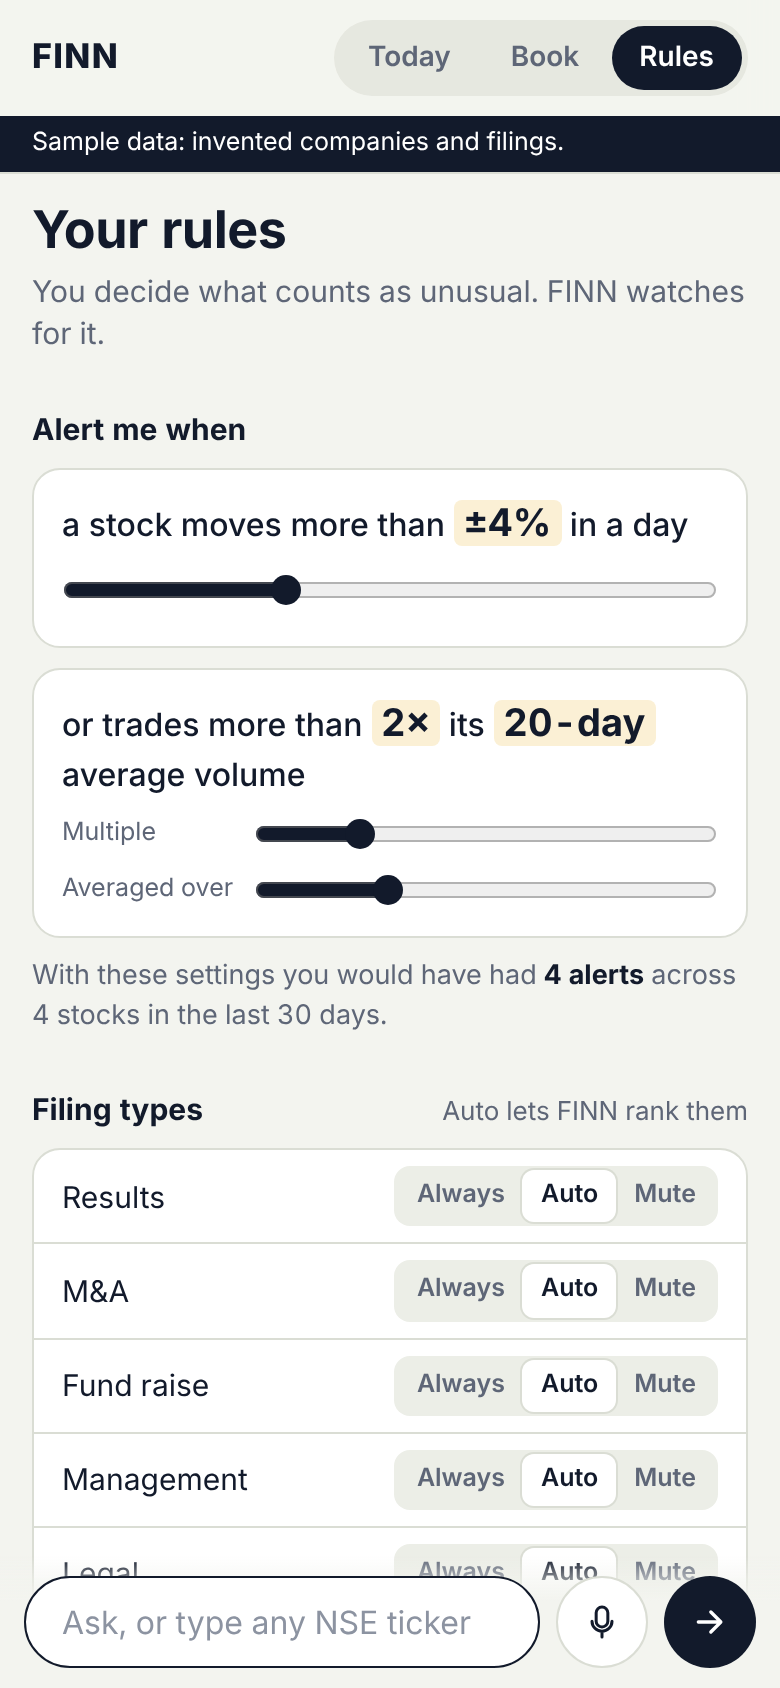 FINN
Today Book Rules
Sample data: invented companies and filings.
Your rules
You decide what counts as unusual. FINN watches
for it.
Alert me when
a stock moves more than ±4% in a day
or trades more than 2× its 20-day
average volume
Multiple
Averaged over
With these settings you would have had 4 alerts across
4 stocks in the last 30 days.
Filing types Auto lets FINN rank them
Results Always Auto Mute
M&A Always Auto Mute
Fund raise Always Auto Mute
Management Always Auto Mute
Legal Always Auto Mute
Ask, or type any NSE ticker